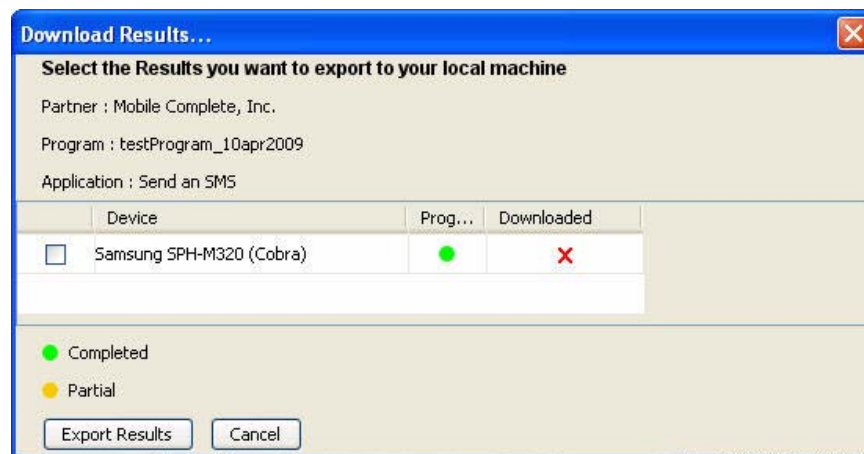 Download Results...
Select the Results you want to export to your local machine
Partner : Mobile Complete, Inc.
Program : testProgram_10apr2009
Application : Send an SMS
Device Prog... Downloaded
Samsung SPH-M320 (Cobra)
Completed
Partial
Export Results Cancel